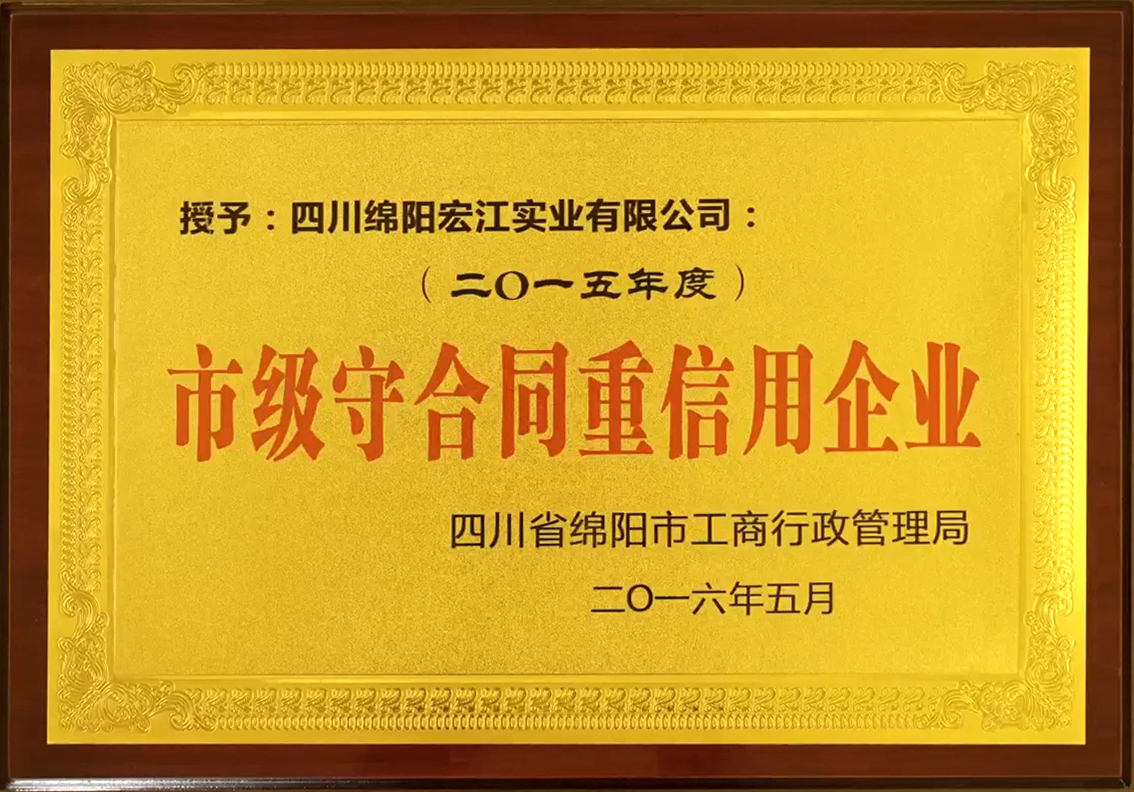 授予：四川绵阳宏江实业有限公司：
（二〇一五年度）
市级守合同重信用企业
四川省绵阳市工商行政管理局
二〇一六年五月